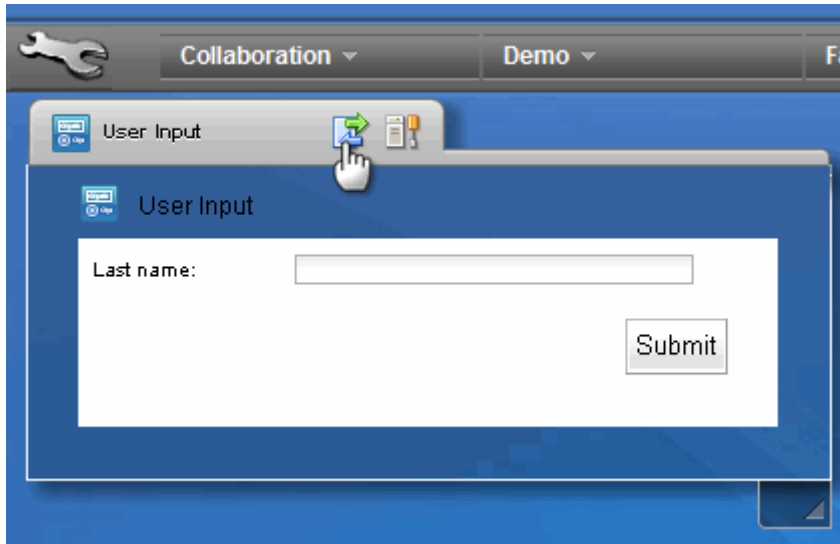 Collaboration Demo
User Input
User Input
Last name:
Submit